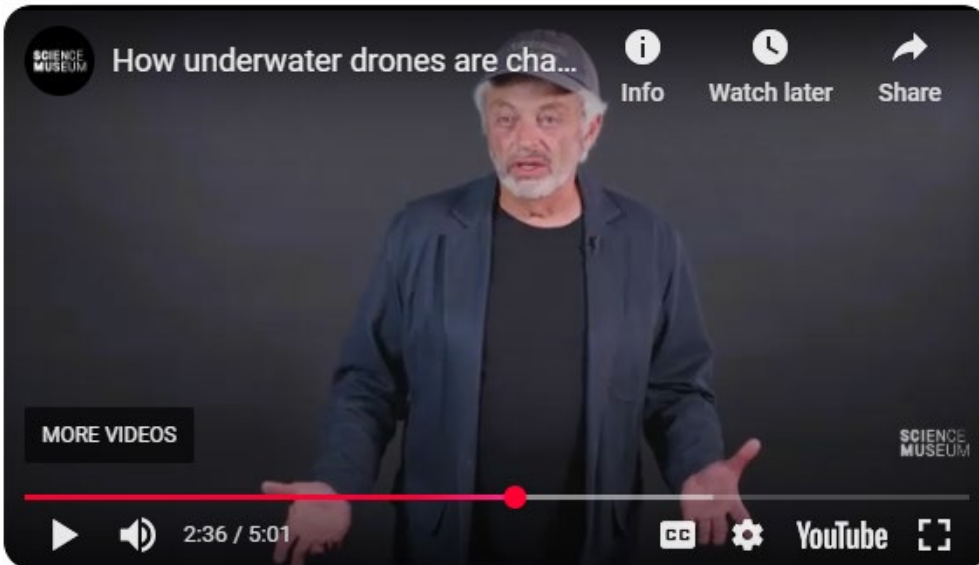 SCIENCE
MUSEUM
How underwater drones are cha...
Info
Watch later
Share
MORE VIDEOS
SCIENCE
MUSEUM
2:36 / 5:01
CC
YouTube